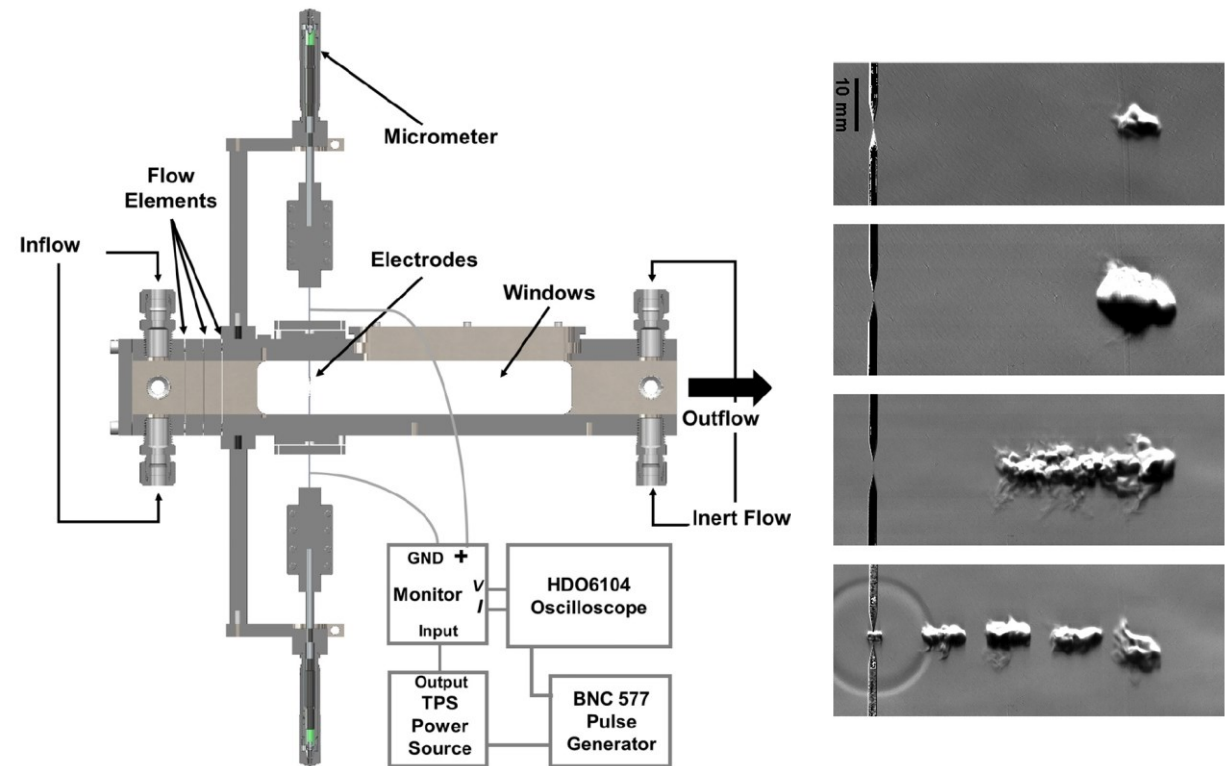 Micrometer
Flow
Elements
Inflow
Electrodes
Windows
Outflow
Inert Flow
GND +
Monitor
V
I
Input
HDO6104
Oscilloscope
Output
TPS
Power
Source
BNC 577
Pulse
Generator
10 mm